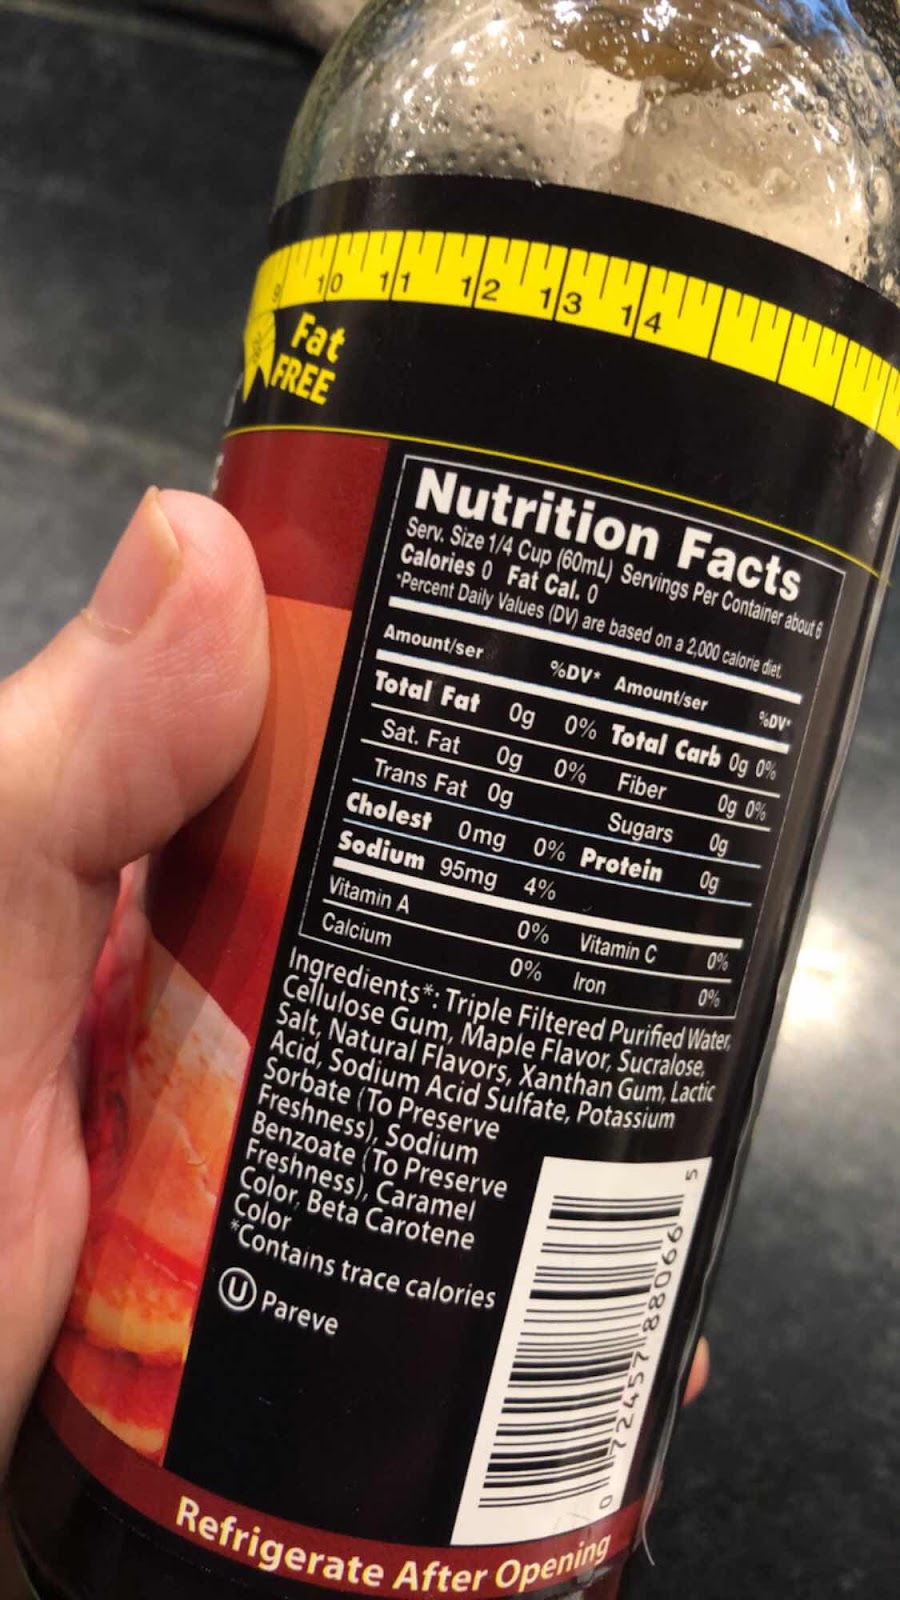 9 10 11 12 13 14
Fat
FREE
Nutrition Facts
Serv. Size 1/4 Cup (60mL) Servings Per Container about 6
Calories 0 Fat Cal. 0
*Percent Daily Values (DV) are based on a 2,000 calorie diet.
Amount/ser %DV* Amount/ser %DV*
Total Fat 0g 0% Total Carb 0g 0%
Sat. Fat 0g 0% Fiber 0g 0%
Trans Fat 0g Sugars 0g
Cholest 0mg 0% Protein 0g
Sodium 95mg 4%
Vitamin A 0% Vitamin C 0%
Calcium 0% Iron 0%
Ingredients*: Triple Filtered Purified Water,
Cellulose Gum, Maple Flavor, Sucralose,
Salt, Natural Flavors, Xanthan Gum, Lactic
Acid, Sodium Acid Sulfate, Potassium
Sorbate (To Preserve
Freshness), Sodium
Benzoate (To Preserve
Freshness), Caramel
Color, Beta Carotene
Color
*Contains trace calories
U Pareve
0 72457 88066 5
Refrigerate After Opening